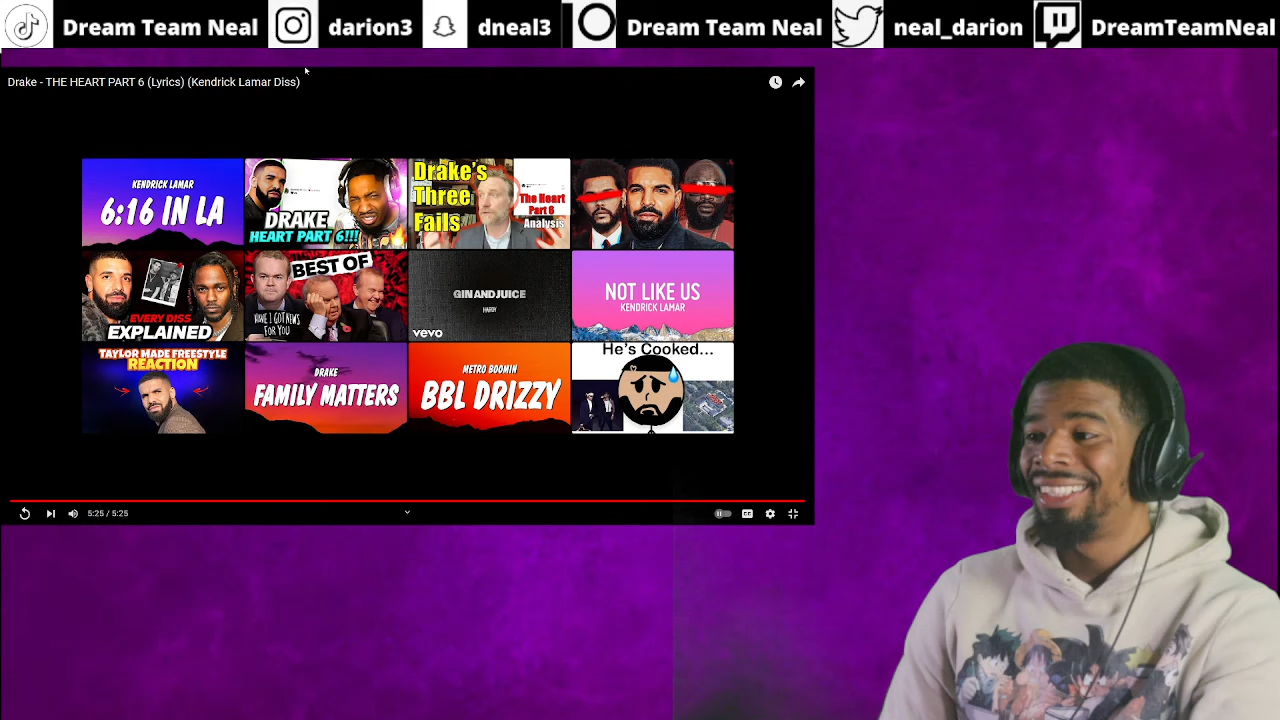 Dream Team Neal
darion3
dneal3
Dream Team Neal
neal_darion
DreamTeamNeal
Drake - THE HEART PART 6 (Lyrics) (Kendrick Lamar Diss)
KENDRICK LAMAR
6:16 IN LA
DRAKE
HEART PART 6!!!
Drake's
Three
Fails
The Heart
Part 6
Analysis
EVERY DISS
EXPLAINED
BEST OF
HAVE I GOT NEWS
FOR YOU
GIN AND JUICE
HARDY
vevo
NOT LIKE US
KENDRICK LAMAR
TAYLOR MADE FREESTYLE
REACTION
DRAKE
FAMILY MATTERS
METRO BOOMIN
BBL DRIZZY
He's Cooked...
5:25 / 5:25
CC